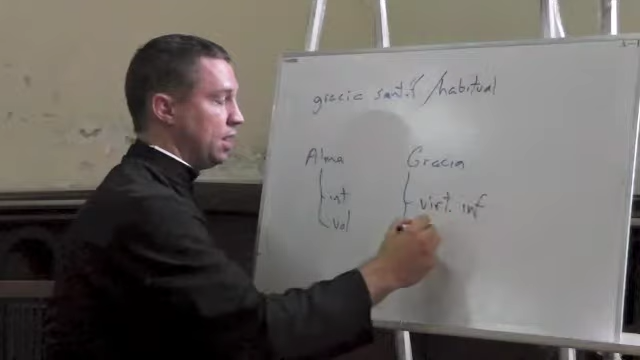 gracia santif /habitual
Alma Gracia
int virt. inf
vol